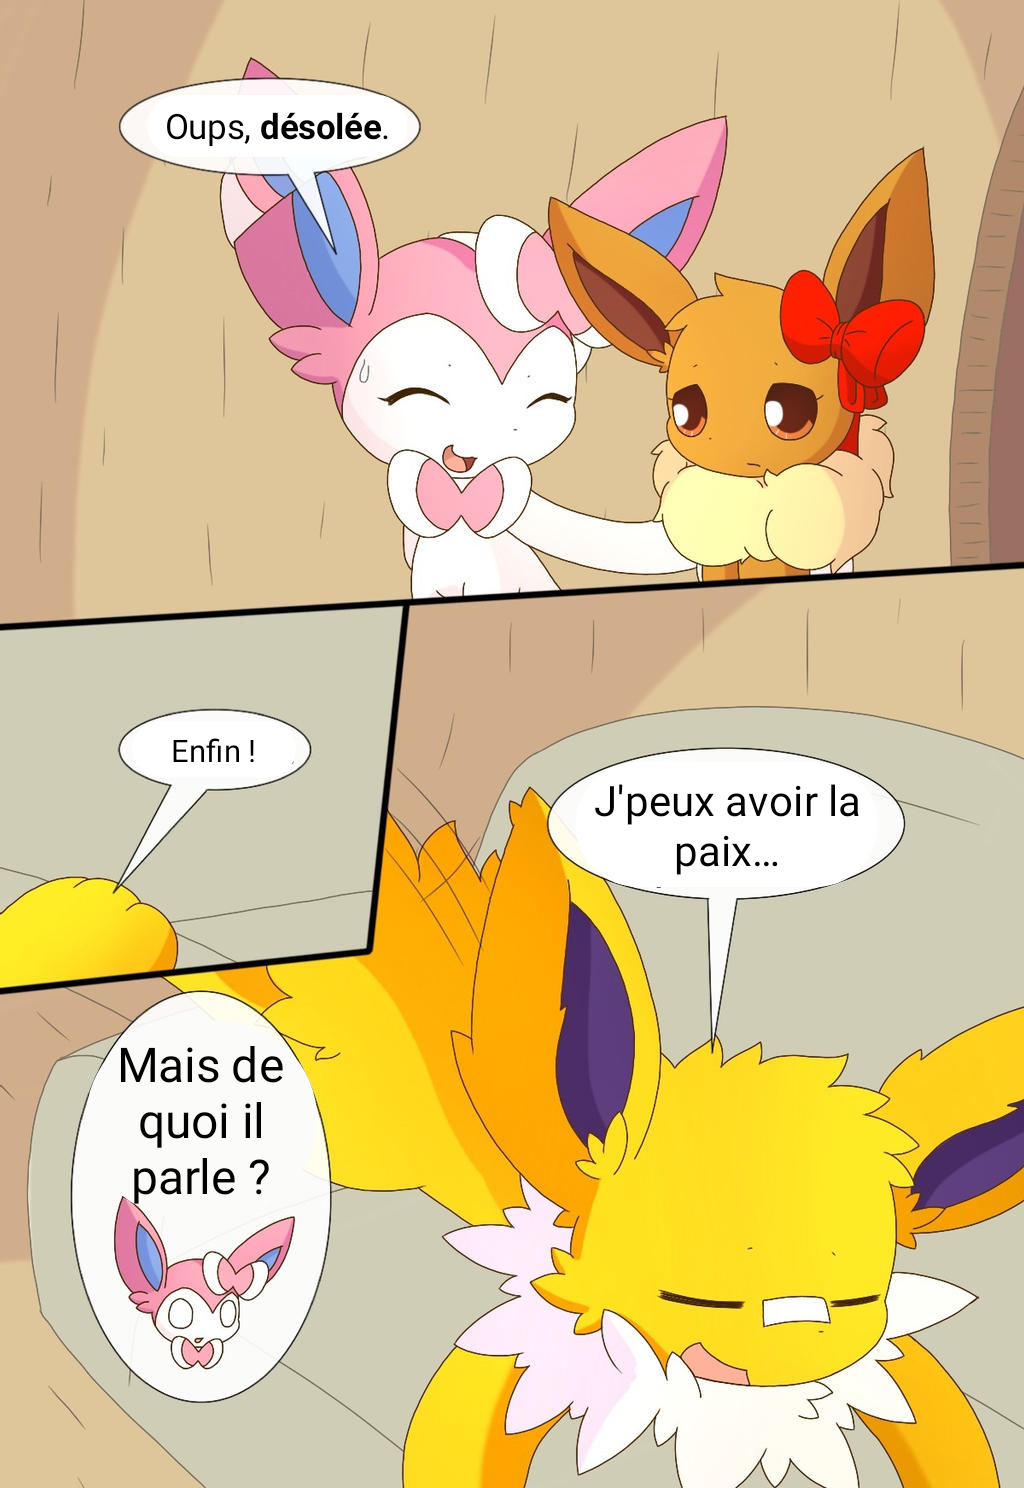 Oups, désolée.
Enfin !
J'peux avoir la
paix...
Mais de
quoi il
parle ?